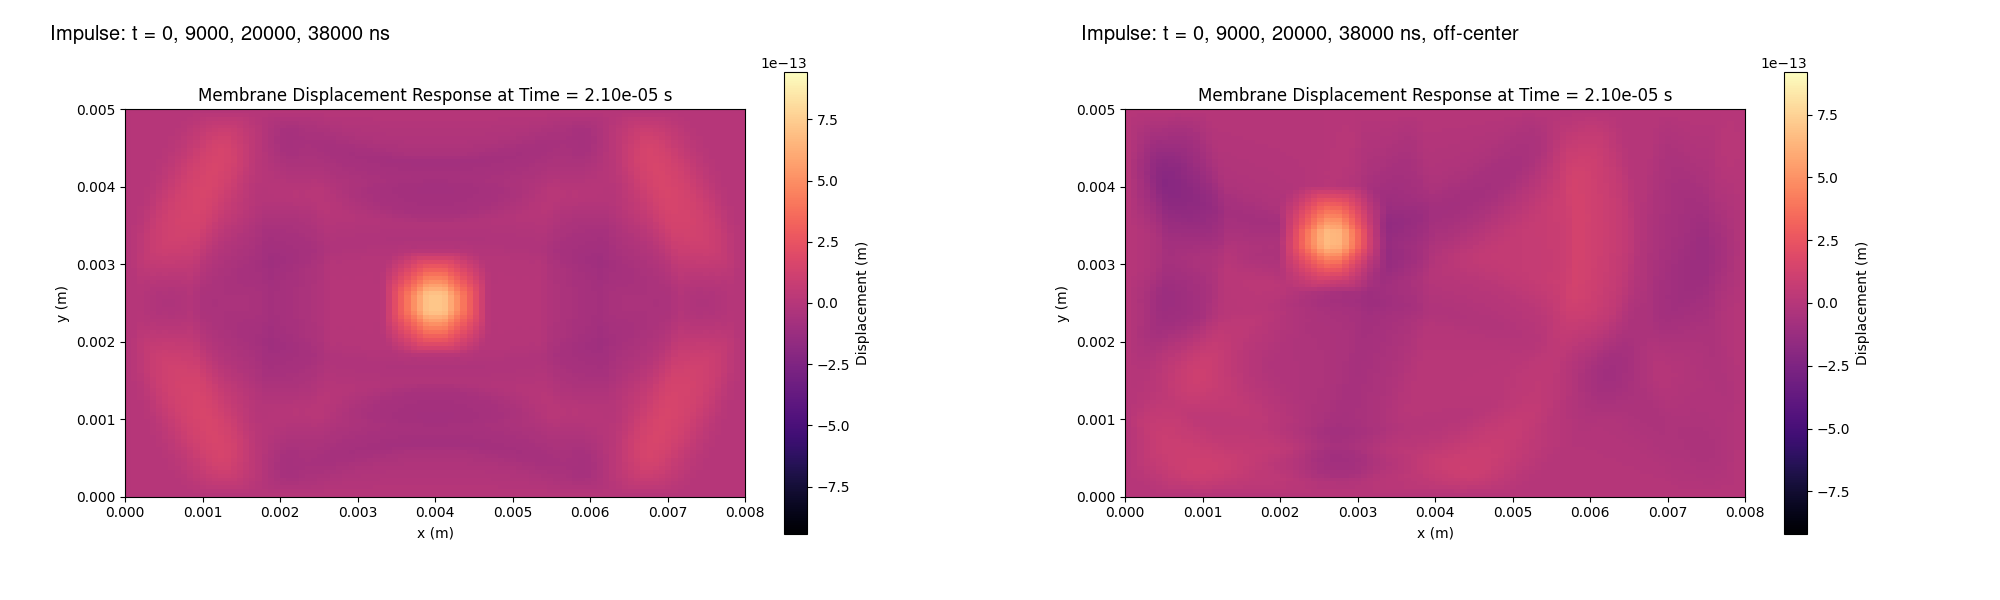 Impulse: t = 0, 9000, 20000, 38000 ns
1e−13
Membrane Displacement Response at Time = 2.10e-05 s
0.005
0.004
0.003
0.002
0.001
0.000
y (m)
0.000 0.001 0.002 0.003 0.004 0.005 0.006 0.007 0.008
x (m)
7.5
5.0
2.5
0.0
−2.5
−5.0
−7.5
Displacement (m)
Impulse: t = 0, 9000, 20000, 38000 ns, off-center
1e−13
Membrane Displacement Response at Time = 2.10e-05 s
0.005
0.004
0.003
0.002
0.001
0.000
y (m)
0.000 0.001 0.002 0.003 0.004 0.005 0.006 0.007 0.008
x (m)
7.5
5.0
2.5
0.0
−2.5
−5.0
−7.5
Displacement (m)